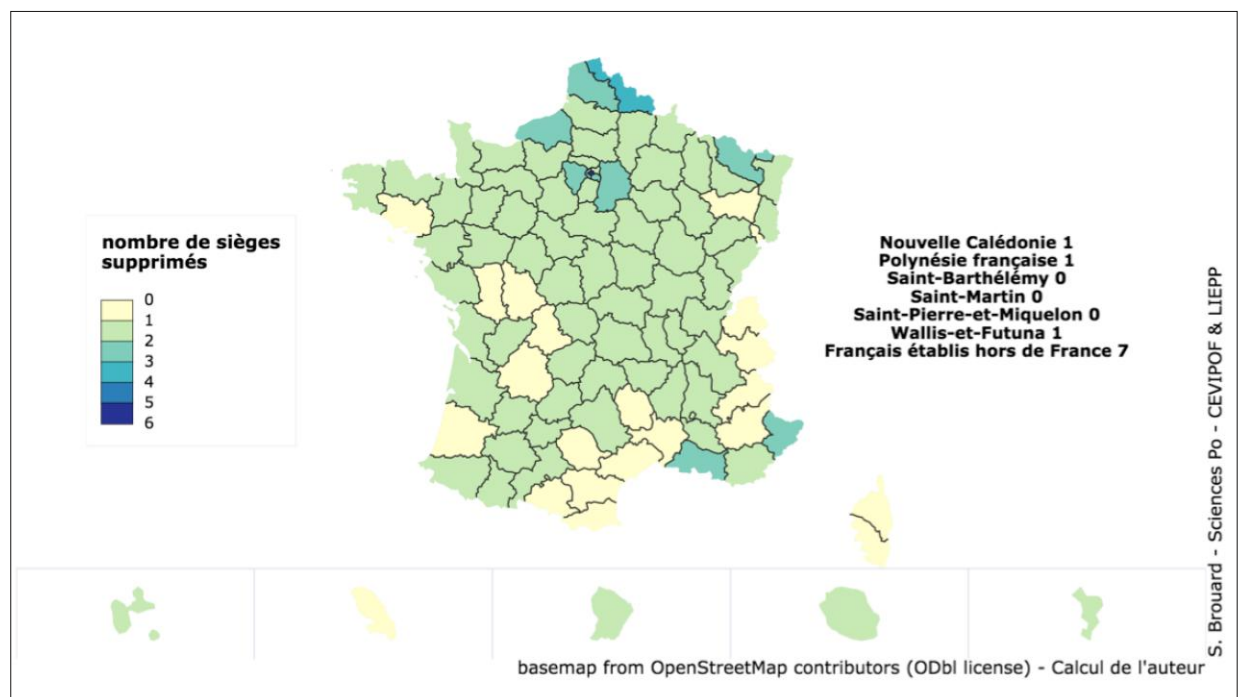 nombre de sièges
supprimés
0
1
2
3
4
5
6
Nouvelle Calédonie 1
Polynésie française 1
Saint-Barthélémy 0
Saint-Martin 0
Saint-Pierre-et-Miquelon 0
Wallis-et-Futuna 1
Français établis hors de France 7
S. Brouard - Sciences Po - CEVIPOF & LIEPP
basemap from OpenStreetMap contributors (ODbl license) - Calcul de l'auteur